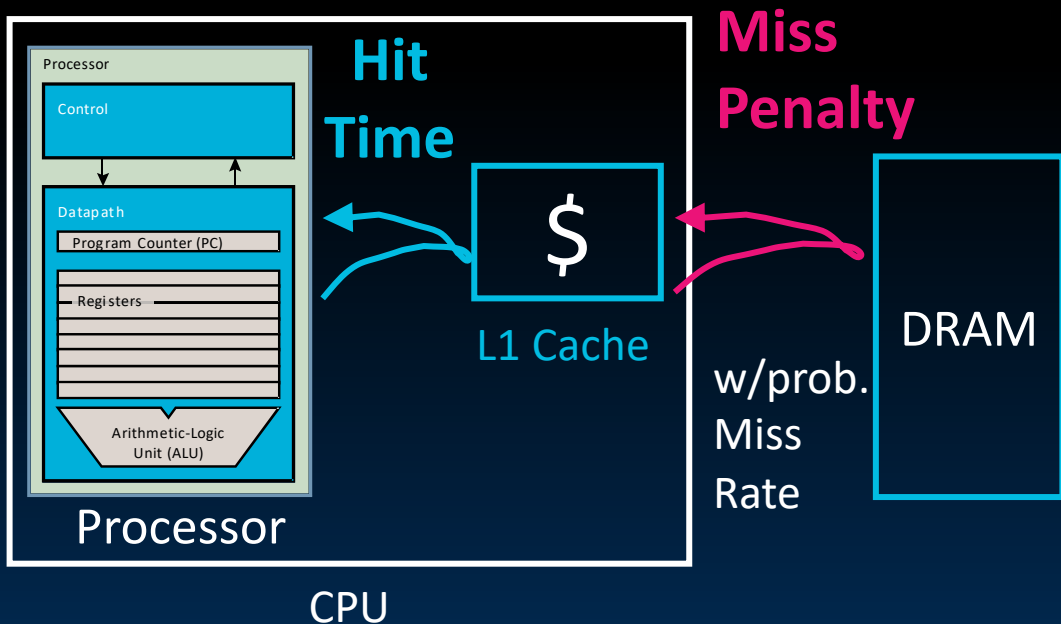 Processor
Control
Datapath
Program Counter (PC)
Registers
Arithmetic-Logic
Unit (ALU)
Processor
Hit
Time
$
L1 Cache
CPU
Miss
Penalty
w/prob.
Miss
Rate
DRAM